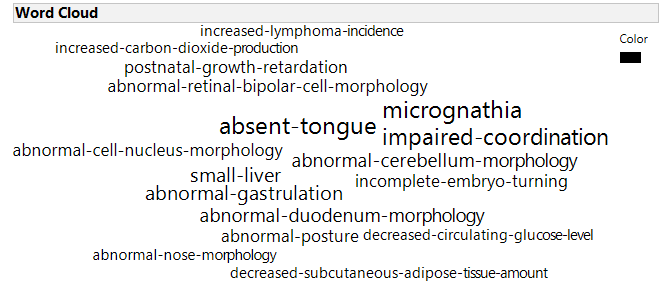 Word Cloud
increased-lymphoma-incidence
Color
increased-carbon-dioxide-production
postnatal-growth-retardation
abnormal-retinal-bipolar-cell-morphology
micrognathia
absent-tongue
impaired-coordination
abnormal-cell-nucleus-morphology
abnormal-cerebellum-morphology
small-liver
incomplete-embryo-turning
abnormal-gastrulation
abnormal-duodenum-morphology
abnormal-posture
decreased-circulating-glucose-level
abnormal-nose-morphology
decreased-subcutaneous-adipose-tissue-amount